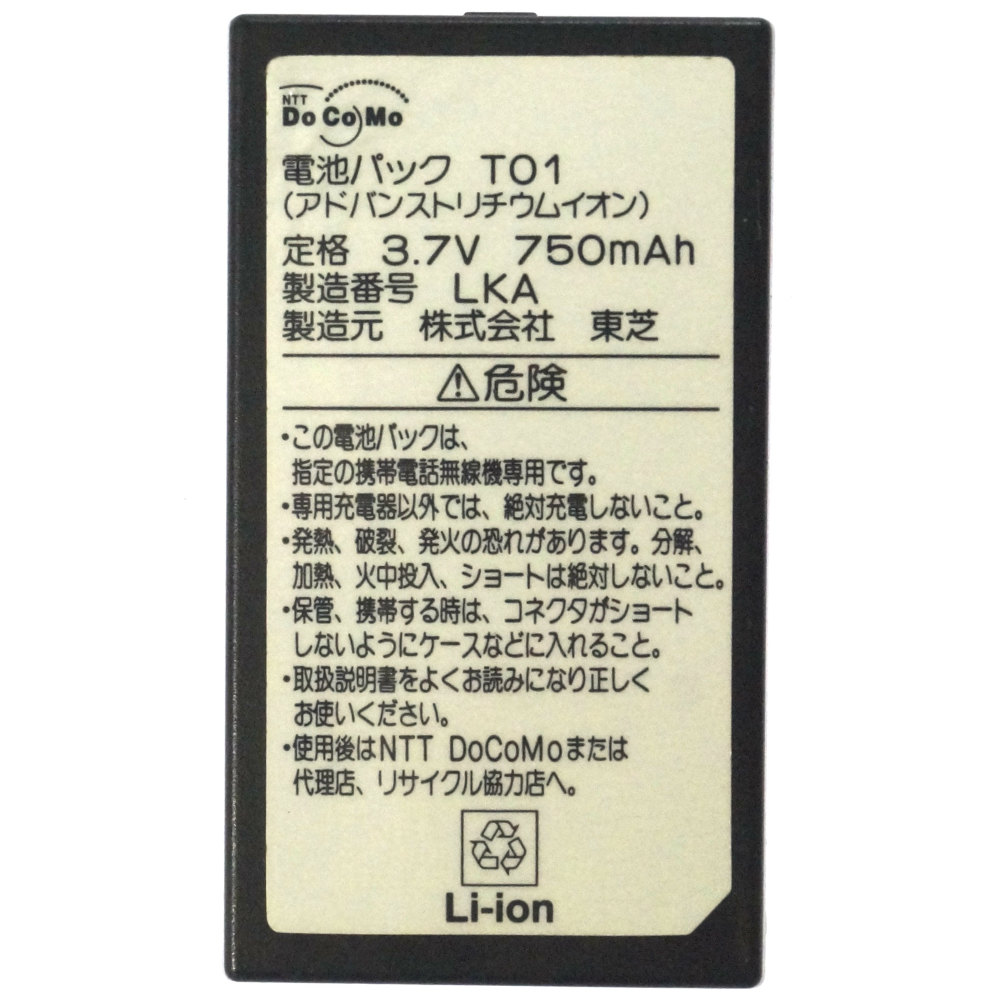 NTT
DoCoMo
電池パック T01
(アドバンストリチウムイオン)
定格 3.7V 750mAh
製造番号 LKA
製造元 株式会社 東芝
⚠危険
・この電池パックは、
指定の携帯電話無線機専用です。
・専用充電器以外では、絶対充電しないこと。
・発熱、破裂、発火の恐れがあります。分解、
加熱、火中投入、ショートは絶対しないこと。
・保管、携帯する時は、コネクタがショート
しないようにケースなどに入れること。
・取扱説明書をよくお読みになり正しく
お使いください。
・使用後はNTT DoCoMoまたは
代理店、リサイクル協力店へ。
Li-ion